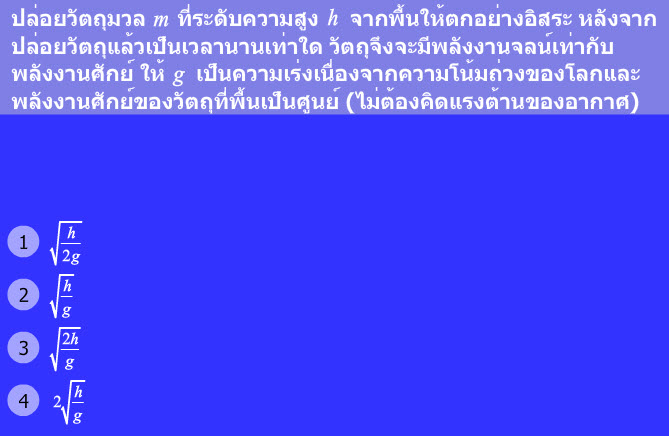 ปล่อยวัตถุมวล m ที่ระดับความสูง h จากพื้นให้ตกอย่างอิสระ หลังจาก
ปล่อยวัตถุแล้วเป็นเวลานานเท่าใด วัตถุจึงจะมีพลังงานจลน์เท่ากับ
พลังงานศักย์ ให้ g เป็นความเร่งเนื่องจากความโน้มถ่วงของโลกและ
พลังงานศักย์ของวัตถุที่พื้นเป็นศูนย์ (ไม่ต้องคิดแรงต้านของอากาศ)
1 √(h/2g)
2 √(h/g)
3 √(2h/g)
4 2√(h/g)